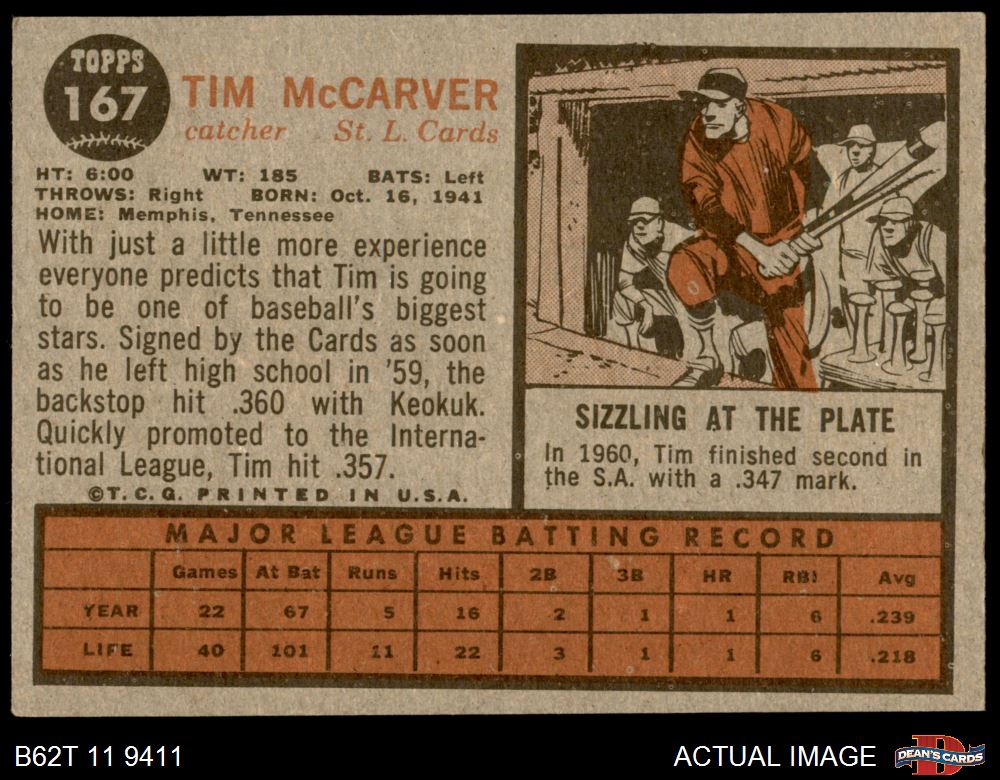 TOPPS
167
TIM McCARVER
catcher St. L. Cards
HT: 6:00 WT: 185 BATS: Left
THROWS: Right BORN: Oct. 16, 1941
HOME: Memphis, Tennessee
With just a little more experience
everyone predicts that Tim is going
to be one of baseball's biggest
stars. Signed by the Cards as soon
as he left high school in '59, the
backstop hit .360 with Keokuk.
Quickly promoted to the Interna-
tional League, Tim hit .357.
©T.C.G. PRINTED IN U.S.A.
SIZZLING AT THE PLATE
In 1960, Tim finished second in
the S.A. with a .347 mark.
MAJOR LEAGUE BATTING RECORD
Games At Bat Runs Hits 2B 3B HR RBI Avg
YEAR 22 67 5 16 2 1 1 6 .239
LIFE 40 101 11 22 3 1 1 6 .218
B62T 11 9411
ACTUAL IMAGE
D
DEAN'S CARDS